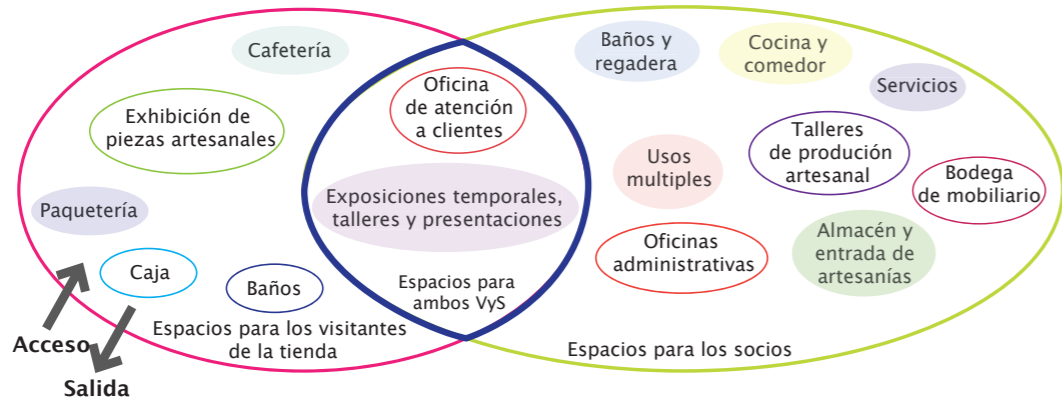 Cafetería
Exhibición de
piezas artesanales
Paquetería
Caja
Baños
Acceso
Salida
Espacios para los visitantes
de la tienda
Oficina
de atención
a clientes
Exposiciones temporales,
talleres y presentaciones
Espacios para
ambos VyS
Baños y
regadera
Cocina y
comedor
Servicios
Usos
multiples
Talleres
de produción
artesanal
Bodega
de mobiliario
Oficinas
administrativas
Almacén y
entrada de
artesanías
Espacios para los socios